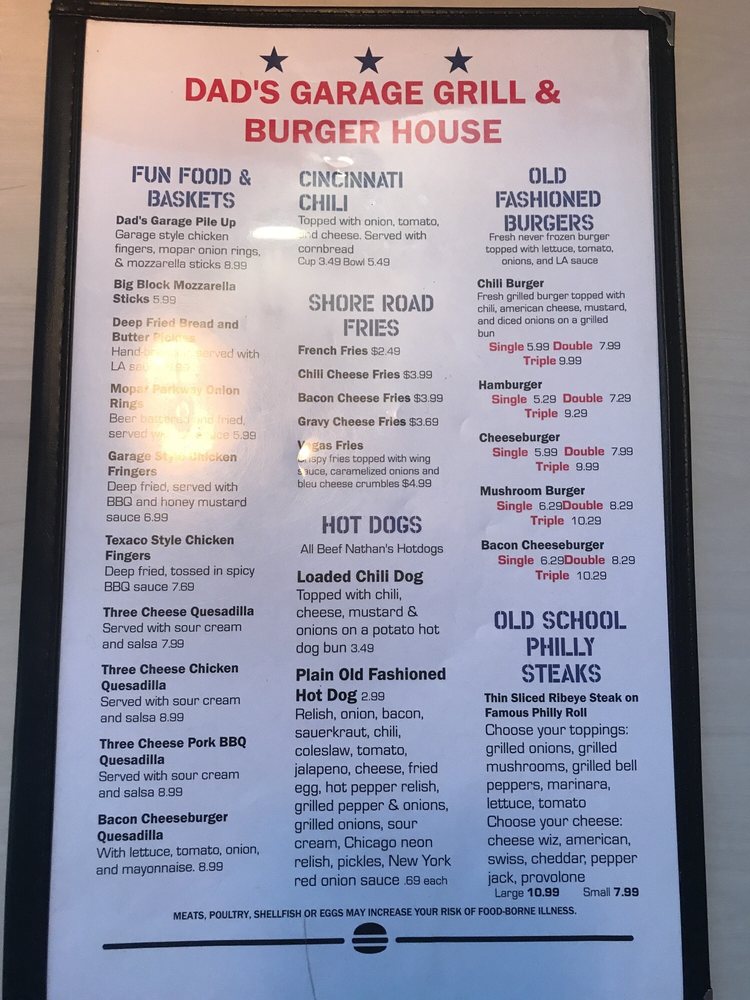 DAD'S GARAGE GRILL &
BURGER HOUSE
FUN FOOD &
BASKETS
Dad's Garage Pile Up
Garage style chicken
fingers, mopar onion rings,
& mozzarella sticks 8.99
Big Block Mozzarella
Sticks 5.99
Deep Fried Bread and
Butter Pickles
served with
LA
Mopar Parkway Onion
Rings
Beer battered and fried,
served 5.99
Garage Style Chicken
Fringers
Deep fried, served with
BBQ and honey mustard
sauce 6.99
Texaco Style Chicken
Fingers
Deep fried, tossed in spicy
BBQ sauce 7.69
Three Cheese Quesadilla
Served with sour cream
and salsa 7.99
Three Cheese Chicken
Quesadilla
Served with sour cream
and salsa 8.99
Three Cheese Pork BBQ
Quesadilla
Served with sour cream
and salsa 8.99
Bacon Cheeseburger
Quesadilla
With lettuce, tomato, onion,
and mayonnaise. 8.99
CINCINNATI
CHILI
Topped with onion, tomato,
and cheese. Served with
cornbread
Cup 3.49 Bowl 5.49
SHORE ROAD
FRIES
French Fries $2.49
Chili Cheese Fries $3.99
Bacon Cheese Fries $3.99
Gravy Cheese Fries $3.69
Vegas Fries
Crispy fries topped with wing
sauce, caramelized onions and
bleu cheese crumbles $4.99
HOT DOGS
All Beef Nathan's Hotdogs
Loaded Chili Dog
Topped with chili,
cheese, mustard &
onions on a potato hot
dog bun 3.49
Plain Old Fashioned
Hot Dog 2.99
Relish, onion, bacon,
sauerkraut, chili,
coleslaw, tomato,
jalapeno, cheese, fried
egg, hot pepper relish,
grilled pepper & onions,
grilled onions, sour
cream, Chicago neon
relish, pickles, New York
red onion sauce .69 each
OLD
FASHIONED
BURGERS
Fresh never frozen burger
topped with lettuce, tomato,
onions, and LA sauce
Chili Burger
Fresh grilled burger topped with
chili, american cheese, mustard,
and diced onions on a grilled
bun
Single 5.99 Double 7.99
Triple 9.99
Hamburger
Single 5.29 Double 7.29
Triple 9.29
Cheeseburger
Single 5.99 Double 7.99
Triple 9.99
Mushroom Burger
Single 6.29Double 8.29
Triple 10.29
Bacon Cheeseburger
Single 6.29Double 8.29
Triple 10.29
OLD SCHOOL
PHILLY
STEAKS
Thin Sliced Ribeye Steak on
Famous Philly Roll
Choose your toppings:
grilled onions, grilled
mushrooms, grilled bell
peppers, marinara,
lettuce, tomato
Choose your cheese:
cheese wiz, american,
swiss, cheddar, pepper
jack, provolone
Large 10.99 Small 7.99
MEATS, POULTRY, SHELLFISH OR EGGS MAY INCREASE YOUR RISK OF FOOD-BORNE ILLNESS.